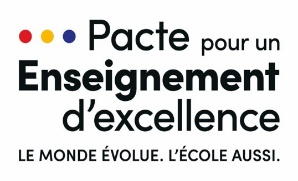 Pacte pour un
Enseignement
d'excellence
LE MONDE ÉVOLUE. L'ÉCOLE AUSSI.